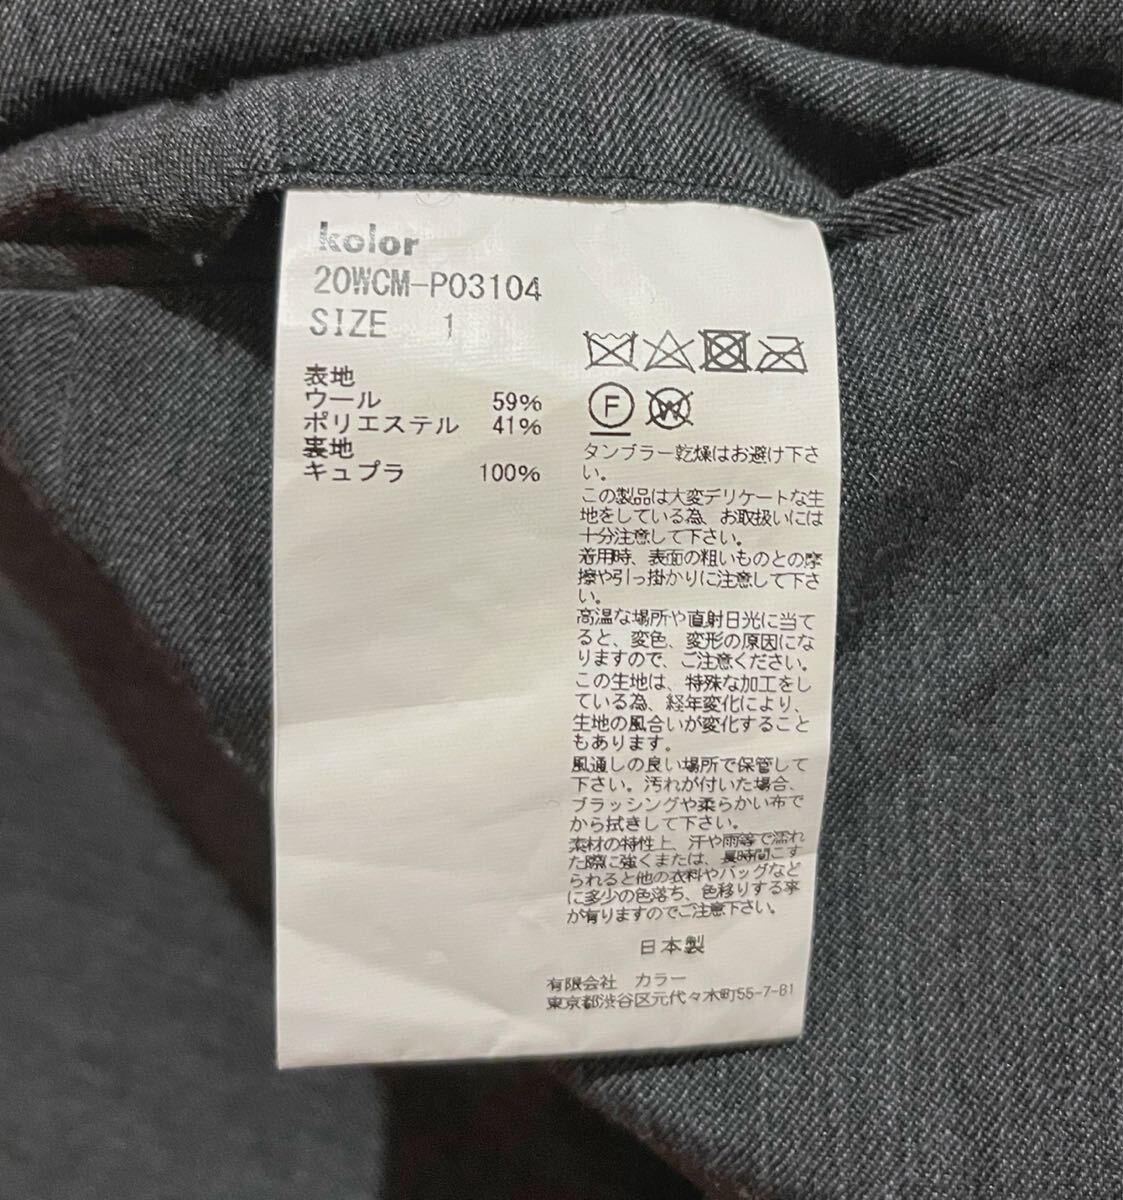 kolor
20WCM-P03104
SIZE 1
表地
ウール 59%
ポリエステル 41%
裏地
キュプラ 100%
F
W
タンブラー乾燥はお避け下さ
い。
この製品は大変デリケートな生
地をしている為、お取扱いには
十分注意して下さい。
着用時、表面の粗いものとの摩
擦や引っ掛かりに注意して下さ
い。
高温な場所や直射日光に当て
ると、変色、変形の原因にな
りますので、ご注意ください。
この生地は、特殊な加工をし
ている為、経年変化により、
生地の風合いが変化すること
もあります。
風通しの良い場所で保管して
下さい。汚れが付いた場合、
ブラッシングや柔らかい布で
から拭きして下さい。
素材の特性上、汗や雨等で濡れ
た際に強くまたは、長時間こす
られると他の衣料やバッグなど
に多少の色落ち、色移りする事
が有りますのでご注意下さい。
日本製
有限会社 カラー
東京都渋谷区元代々木町55-7-B1